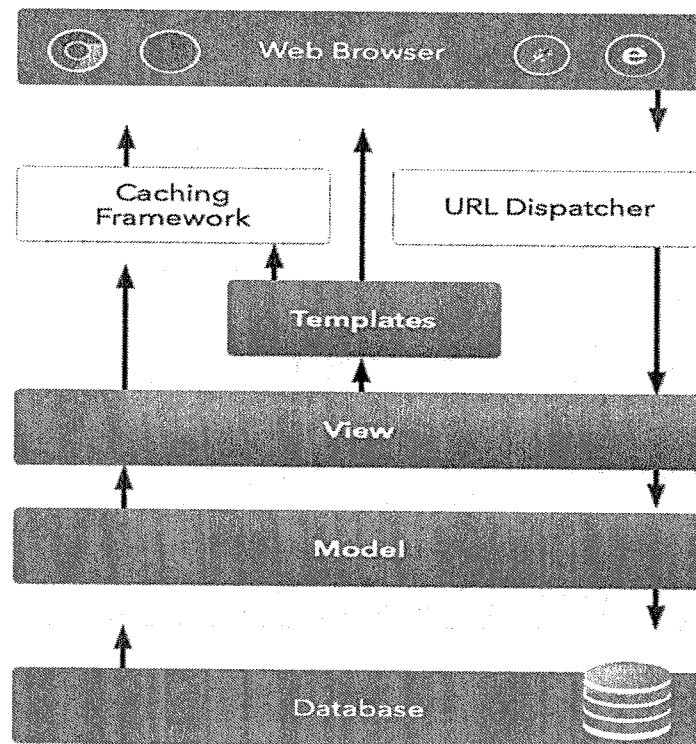 Web Browser
e
Caching
Framework
URL Dispatcher
Templates
View
Model
Database